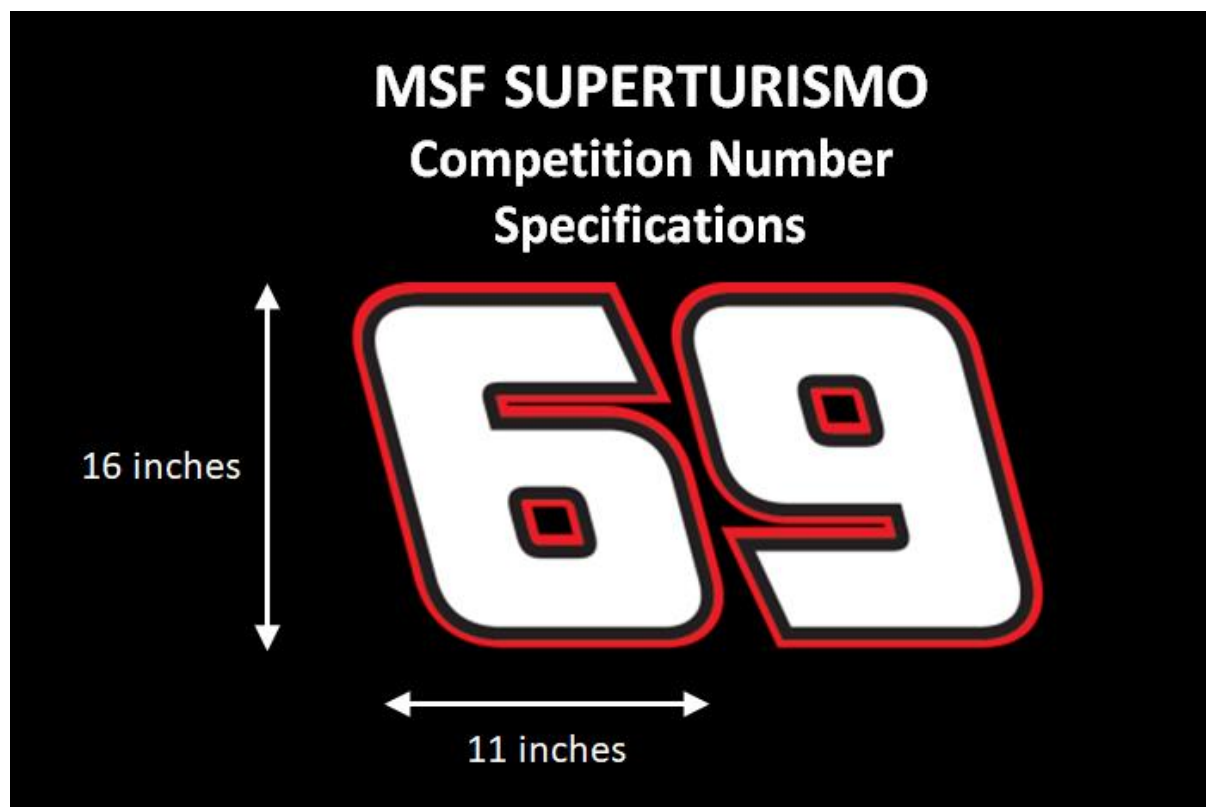 MSF SUPERTURISMO
Competition Number
Specifications
69
16 inches
11 inches